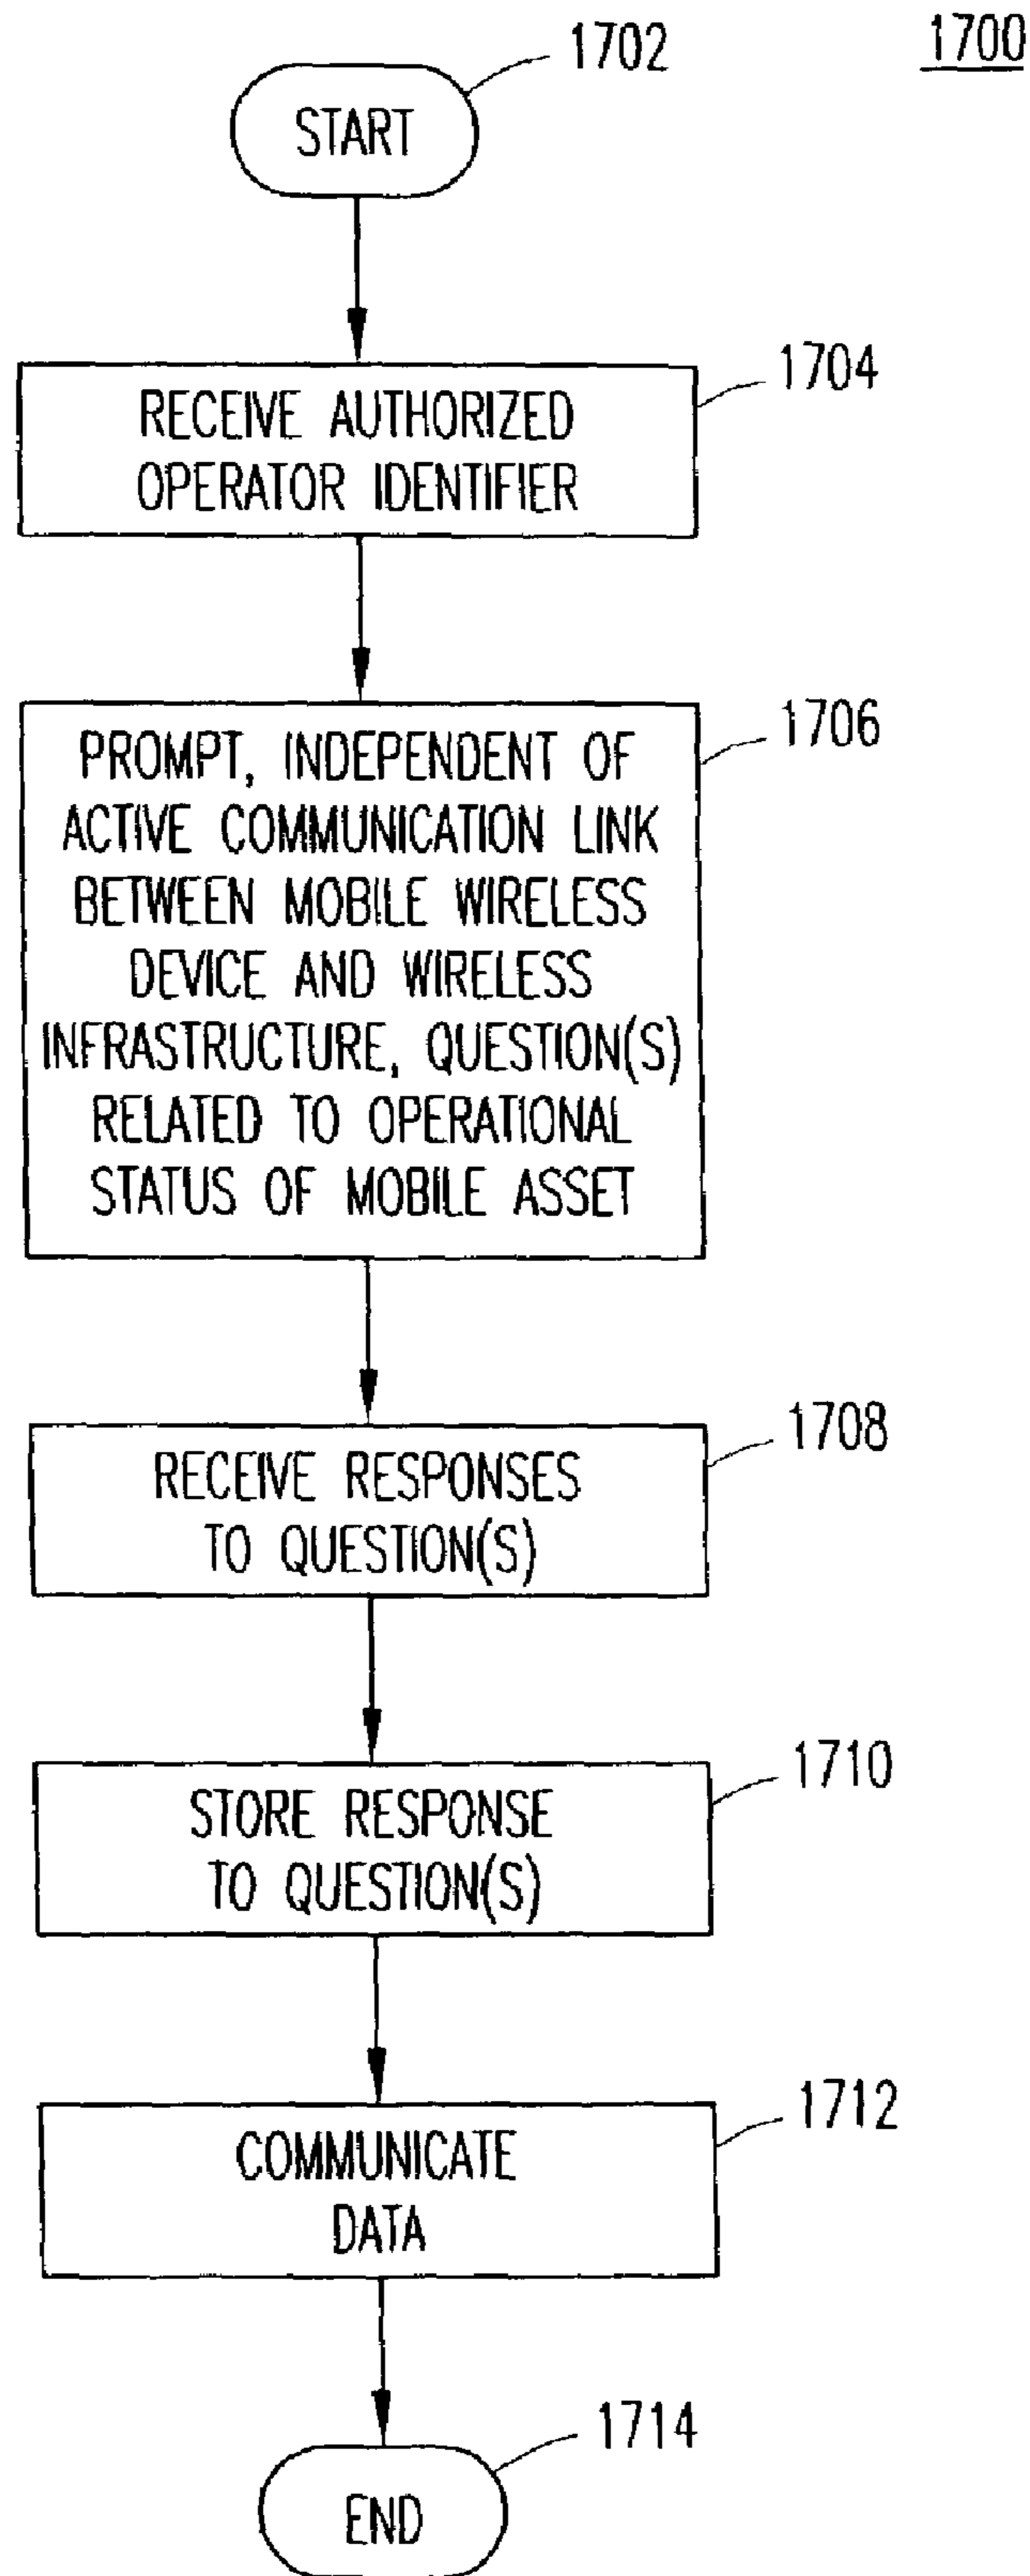 1700
1702
START
1704
RECEIVE AUTHORIZED
OPERATOR IDENTIFIER
1706
PROMPT, INDEPENDENT OF
ACTIVE COMMUNICATION LINK
BETWEEN MOBILE WIRELESS
DEVICE AND WIRELESS
INFRASTRUCTURE, QUESTION(S)
RELATED TO OPERATIONAL
STATUS OF MOBILE ASSET
1708
RECEIVE RESPONSES
TO QUESTION(S)
1710
STORE RESPONSE
TO QUESTION(S)
1712
COMMUNICATE
DATA
1714
END